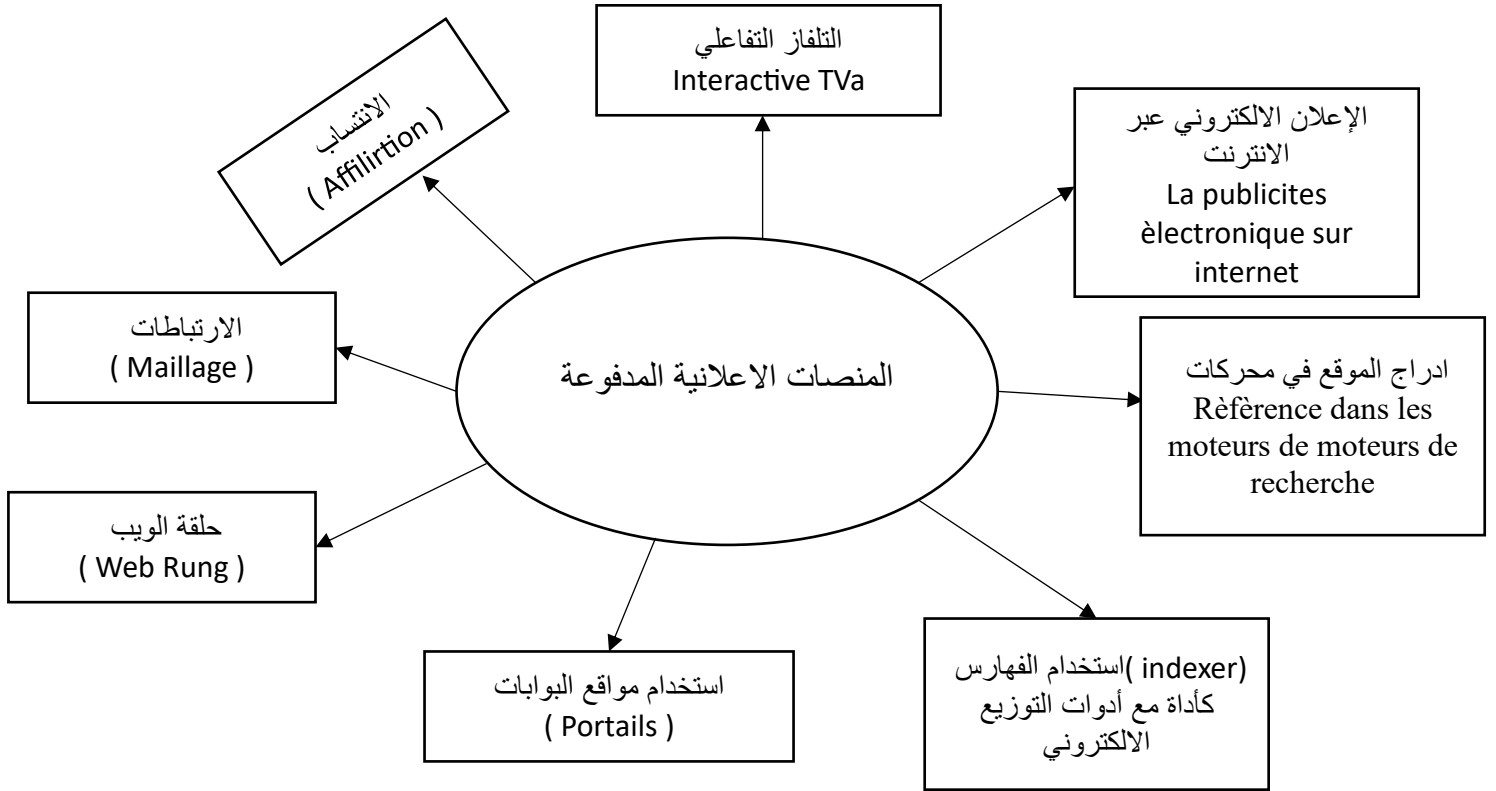 التلفاز التفاعلي
Interactive TVa
الانتساب
( Affilirtion )
الإعلان الالكتروني عبر
الانترنت
La publicites
èlectronique sur
internet
الارتباطات
( Maillage )
المنصات الاعلانية المدفوعة
ادراج الموقع في محركات
Rèfèrence dans les
moteurs de moteurs de
recherche
حلقة الويب
( Web Rung )
استخدام مواقع البوابات
( Portails )
استخدام الفهارس( indexer)
كأداة مع أدوات التوزيع
الالكتروني